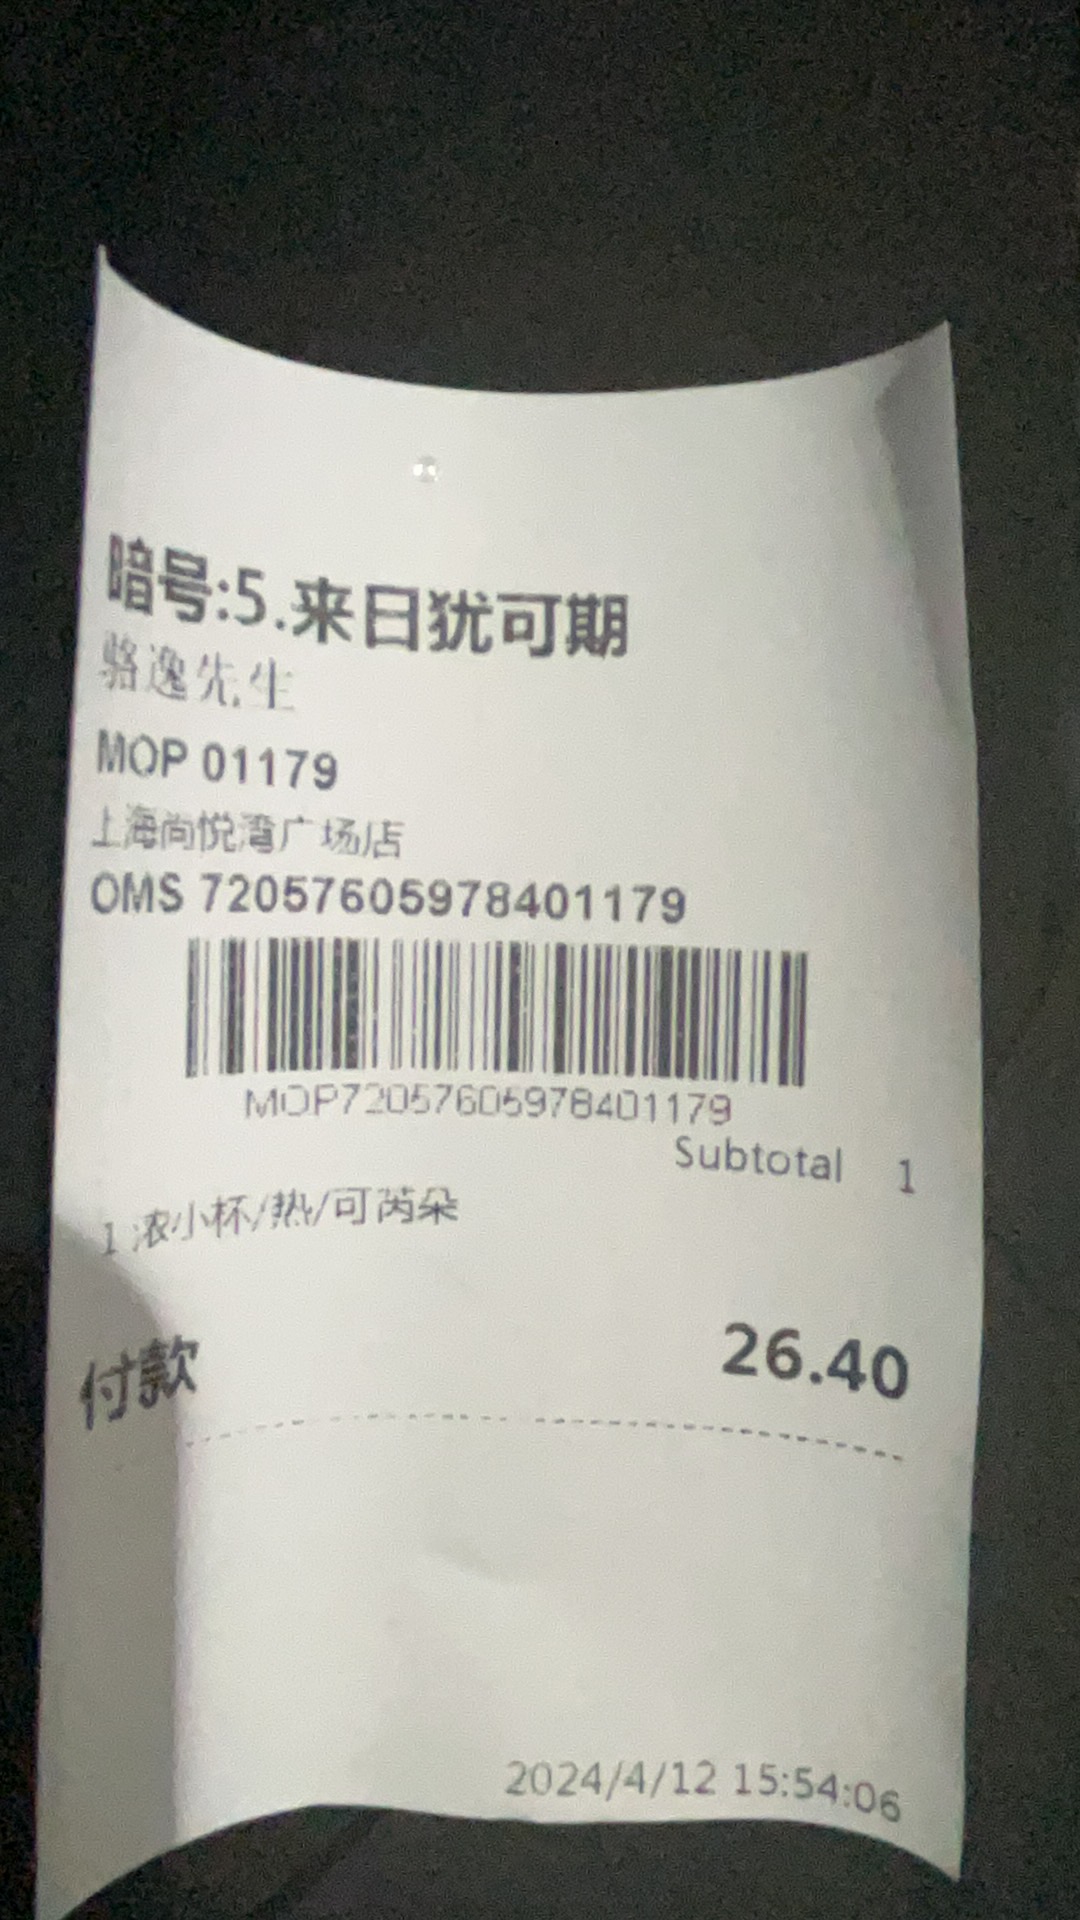 暗号:5.来日犹可期
骆逸先生
MOP 01179
上海尚悦湾广场店
OMS 72057605978401179
MOP72057605978401179
Subtotal 1
1 浓小杯/热/可芮朵
付款 26.40
2024/4/12 15:54:06